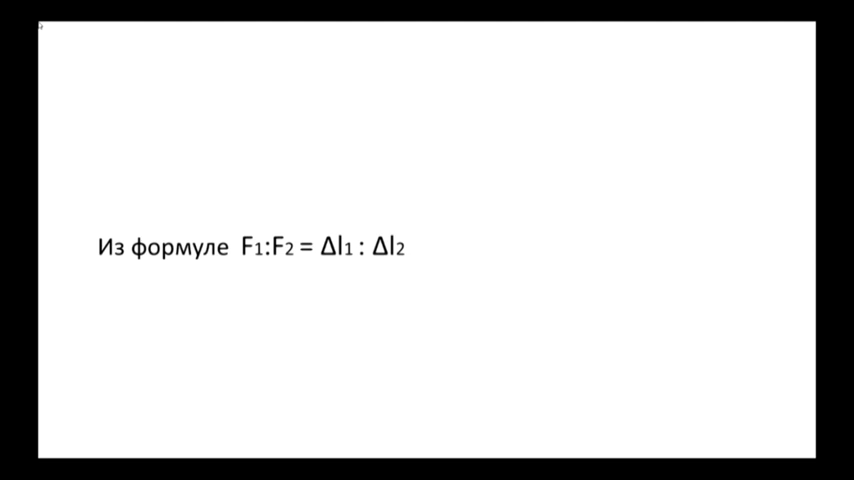 Из формуле F₁:F₂ = Δl₁ : Δl₂